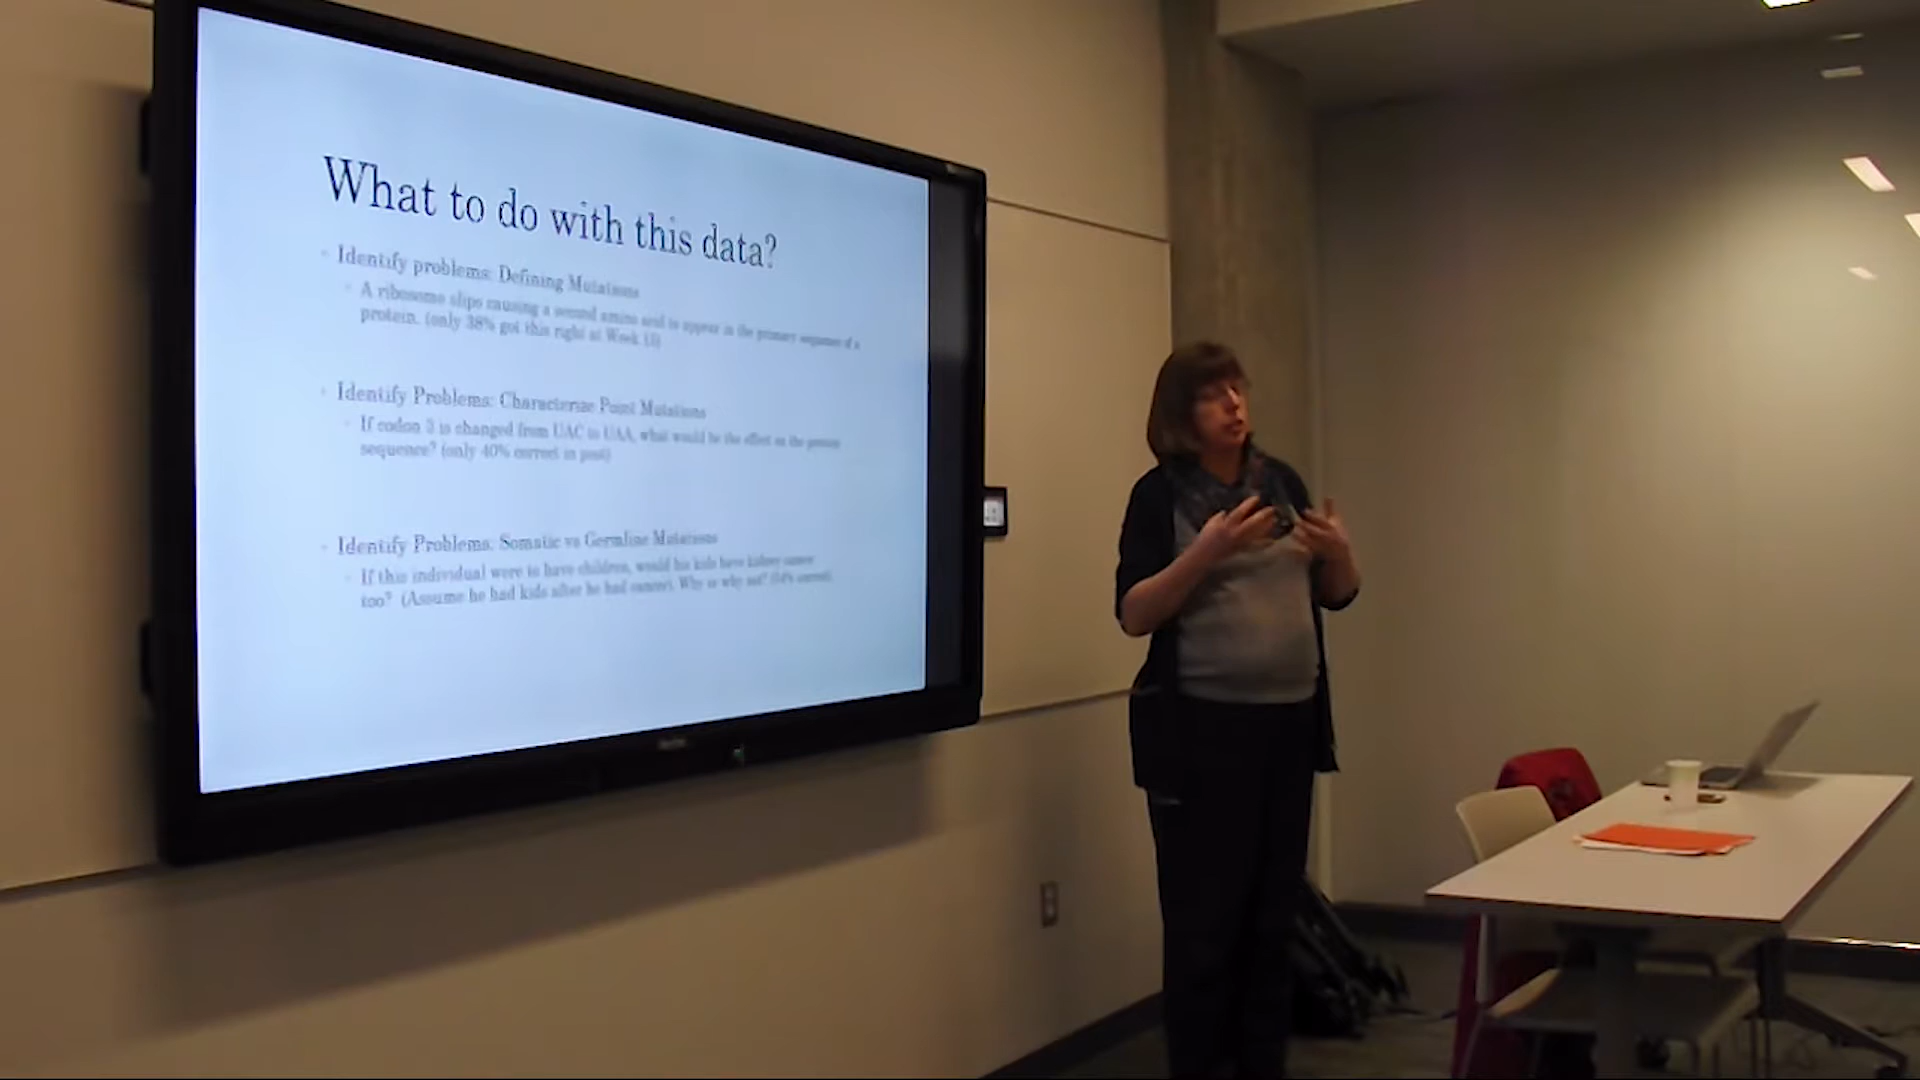 What to do with this data?
Identify problems: Defining Mutations
A ribosome slips causing a second amino acid to appear in the primary sequence of a
protein. (only 38% got this right at Week 15)
Identify Problems: Characterize Point Mutations
If codon 3 is changed from UAC to UAA, what would be the effect on the protein
sequence? (only 40% correct in post)
Identify Problems: Somatic vs Germline Mutations
If this individual were to have children, would his kids have kidney cancer
too? (Assume he had kids after he had cancer). Why or why not? correct)